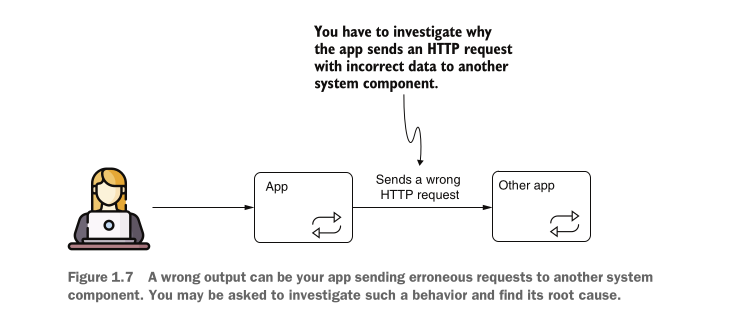 You have to investigate why
the app sends an HTTP request
with incorrect data to another
system component.
App
Sends a wrong
HTTP request
Other app
Figure 1.7 A wrong output can be your app sending erroneous requests to another system
component. You may be asked to investigate such a behavior and find its root cause.